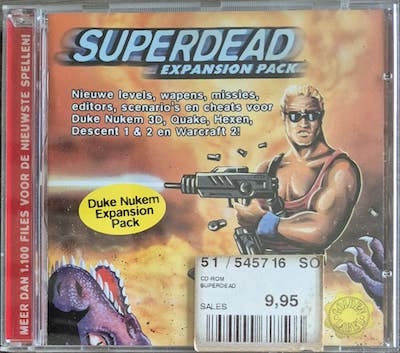 SUPERDEAD
EXPANSION PACK
Nieuwe levels, wapens, missies,
editors, scenario's en cheats voor
Duke Nukem 3D, Quake, Hexen,
Descent 1 & 2 en Warcraft 2!
MEER DAN 1.100 FILES VOOR DE NIEUWSTE SPELLEN!
Duke Nukem
Expansion
Pack
51 / 545716 SO
CD-ROM
SUPERDEAD
SALES 9,95